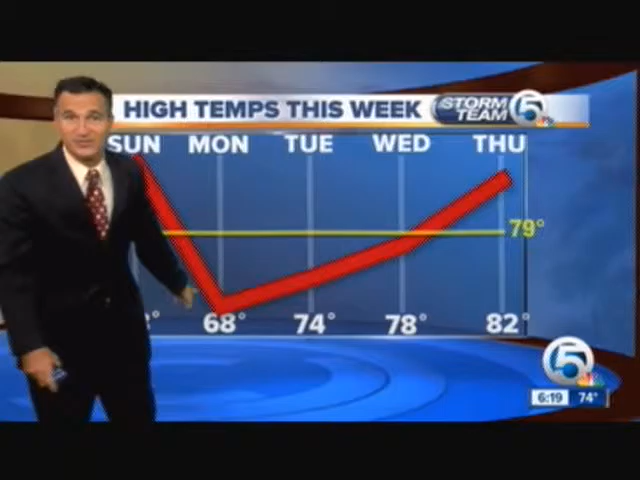 HIGH TEMPS THIS WEEK
STORM TEAM 5
SUN MON TUE WED THU
79°
68° 74° 78° 82°
5
6:19 74°